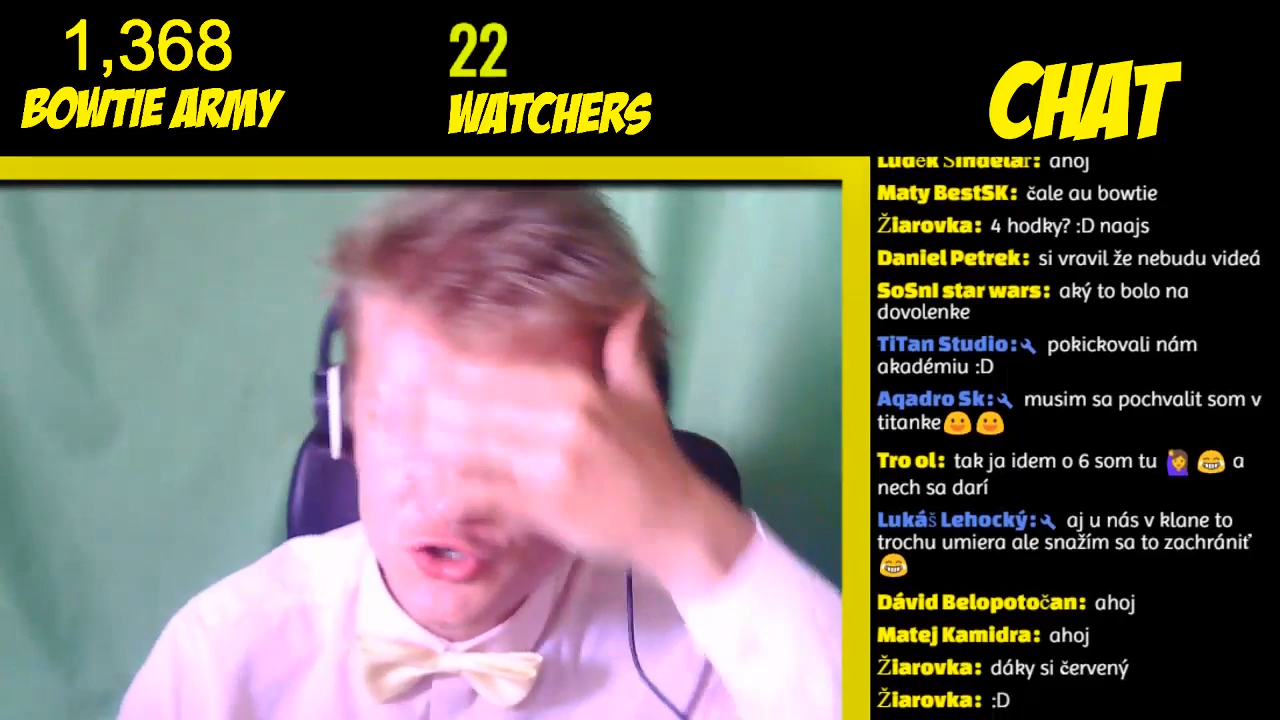 1,368
BOWTIE ARMY
22
WATCHERS
CHAT
Luděk Šindelář: ahoj
Maty BestSK: čale au bowtie
Žiarovka: 4 hodky? :D naajs
Daniel Petrek: si vravil že nebudu videá
SoSnI star wars: aký to bolo na
dovolenke
TiTan Studio: pokickovali nám
akadémiu :D
Aqadro Sk: musim sa pochvalit som v
titanke
Tro ol: tak ja idem o 6 som tu 🙋‍♀️ 😂 a
nech sa darí
Lukáš Lehocký: aj u nás v klane to
trochu umiera ale snažím sa to zachrániť
😂
Dávid Belopotočan: ahoj
Matej Kamidra: ahoj
Žiarovka: dáky si červený
Žiarovka: :D